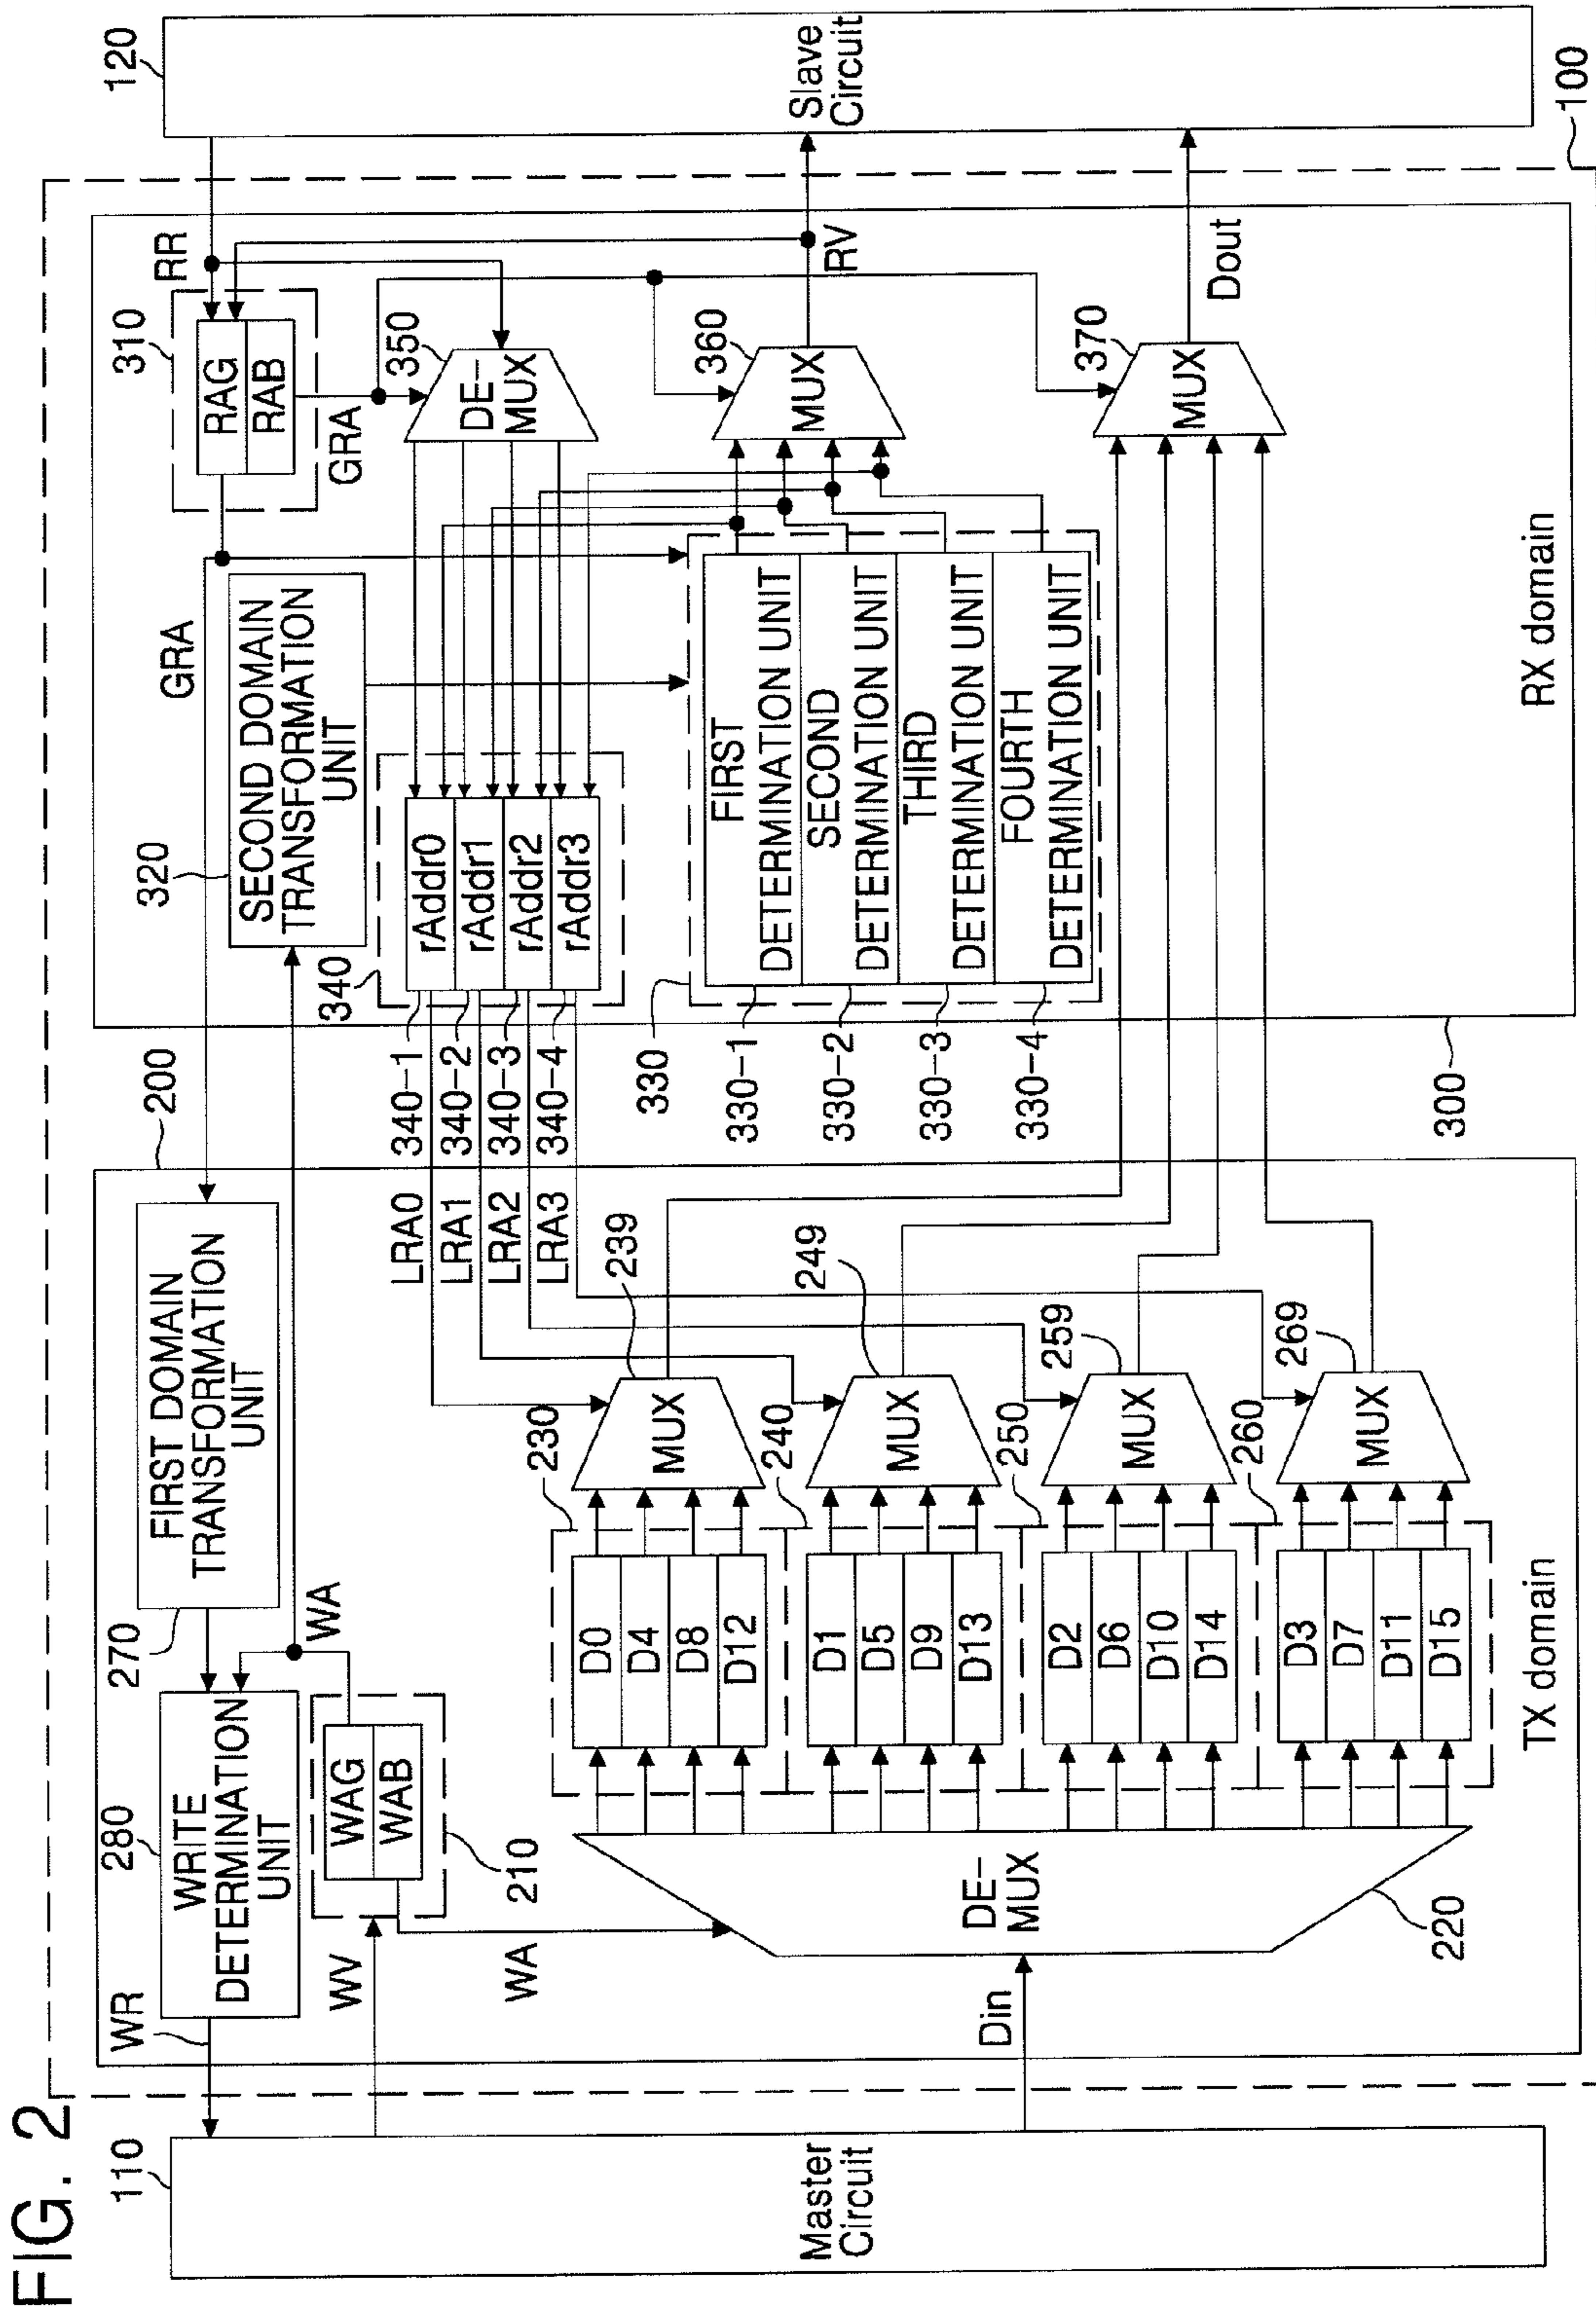 FIG. 2
110
Master
Circuit
WR
WV
Din
280
WRITE
DETERMINATION
UNIT
270
FIRST DOMAIN
TRANSFORMATION
UNIT
200
WAG
WAB
210
WA
WA
DE-
MUX
220
230
D0
D4
D8
D12
MUX
239
240
D1
D5
D9
D13
MUX
249
250
D2
D6
D10
D14
MUX
259
260
D3
D7
D11
D15
MUX
269
TX domain
LRA0
LRA1
LRA2
LRA3
340-1
340-2
340-3
340-4
340
rAddr0
rAddr1
rAddr2
rAddr3
320
SECOND DOMAIN
TRANSFORMATION
UNIT
GRA
310
RAG
RAB
RR
GRA
350
DE-
MUX
330
330-1
330-2
330-3
330-4
FIRST
DETERMINATION UNIT
SECOND
DETERMINATION UNIT
THIRD
DETERMINATION UNIT
FOURTH
DETERMINATION UNIT
360
MUX
RV
370
MUX
Dout
RX domain
300
120
Slave
Circuit
100